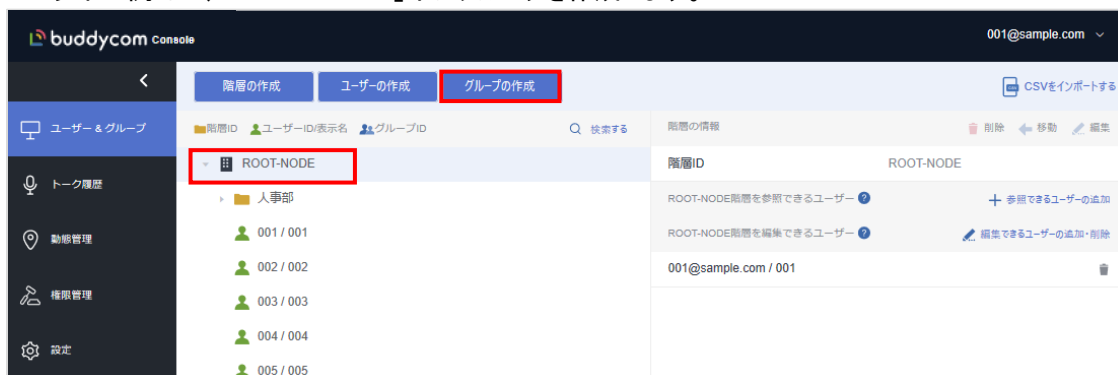 buddycom Console
001@sample.com
階層の作成 ユーザーの作成 グループの作成
CSVをインポートする
ユーザー & グループ
トーク履歴
動態管理
権限管理
設定
階層ID ユーザーID/表示名 グループID 検索する
ROOT-NODE
人事部
001 / 001
002 / 002
003 / 003
004 / 004
005 / 005
階層の情報 削除 移動 編集
階層ID ROOT-NODE
ROOT-NODE階層を参照できるユーザー ? 参照できるユーザーの追加
ROOT-NODE階層を編集できるユーザー ? 編集できるユーザーの追加・削除
001@sample.com / 001